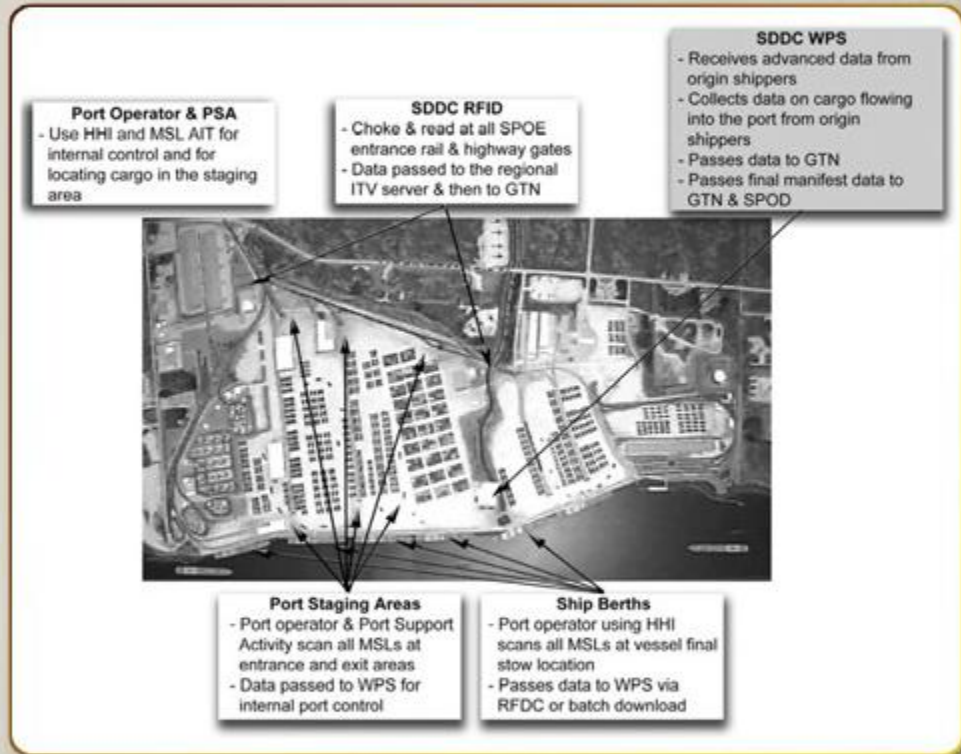 Port Operator & PSA
- Use HHI and MSL AIT for
internal control and for
locating cargo in the staging
area
SDDC RFID
- Choke & read at all SPOE
entrance rail & highway gates
- Data passed to the regional
ITV server & then to GTN
SDDC WPS
- Receives advanced data from
origin shippers
- Collects data on cargo flowing
into the port from origin
shippers
- Passes data to GTN
- Passes final manifest data to
GTN & SPOD
Port Staging Areas
- Port operator & Port Support
Activity scan all MSLs at
entrance and exit areas
- Data passed to WPS for
internal port control
Ship Berths
- Port operator using HHI
scans all MSLs at vessel final
stow location
- Passes data to WPS via
RFDC or batch download